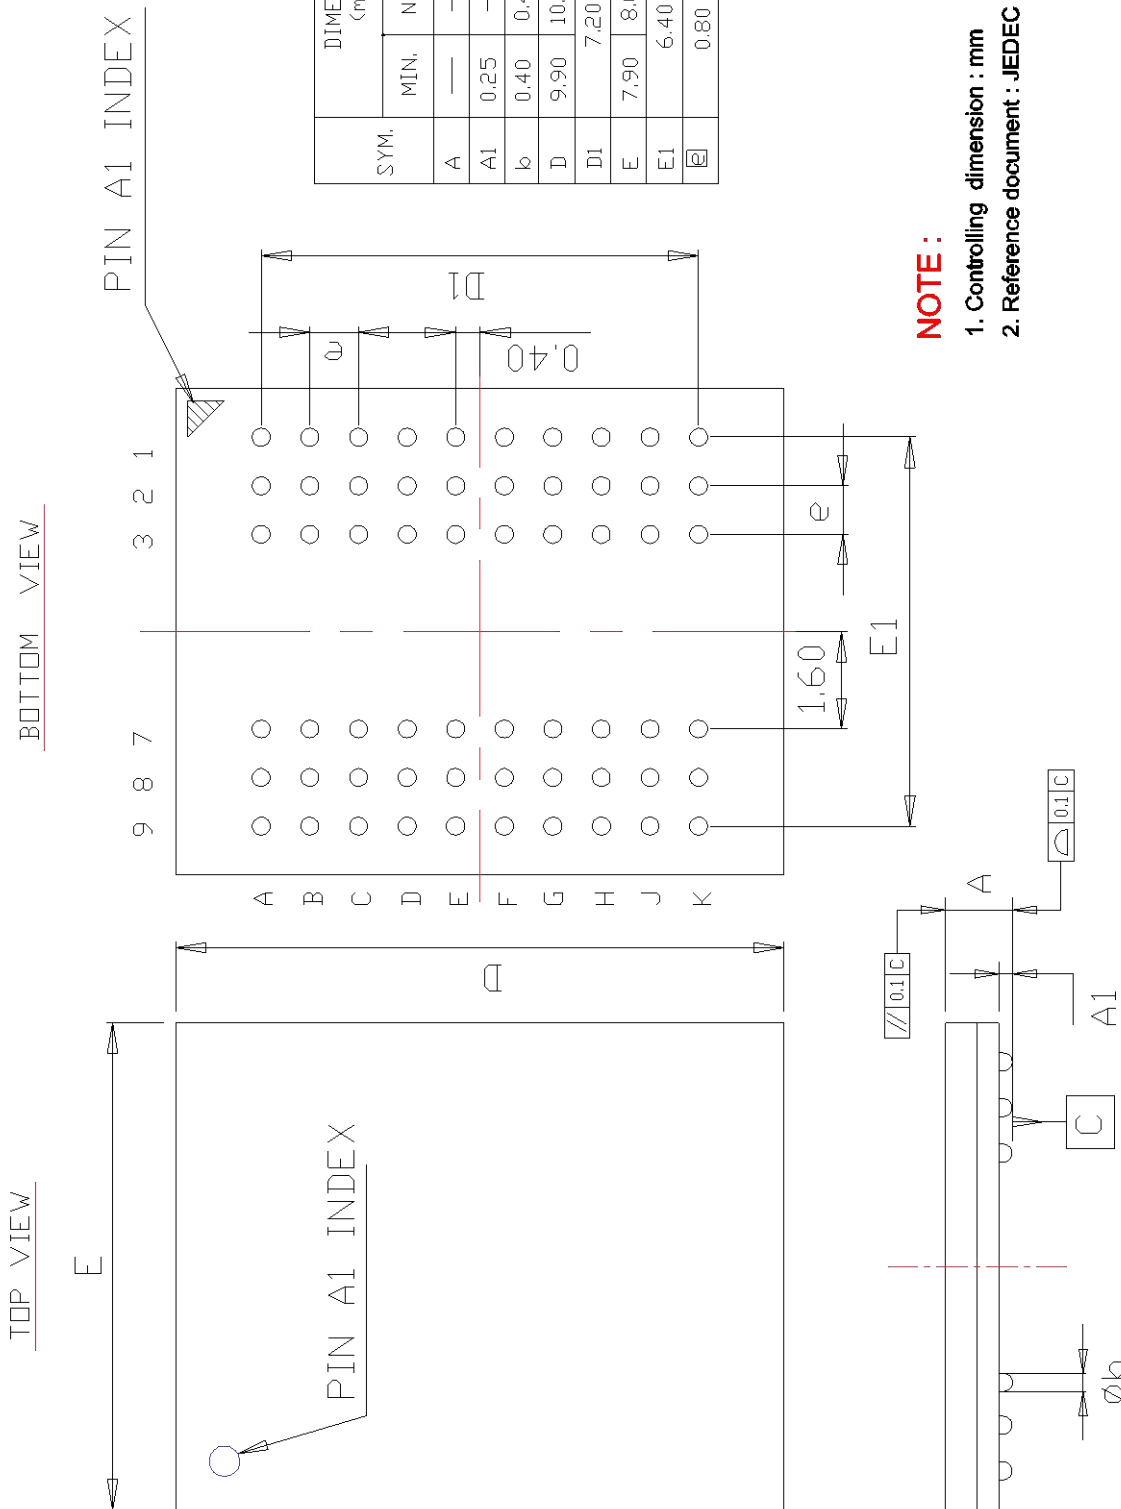 TOP VIEW
E
PIN A1 INDEX
D
BOTTOM VIEW
9 8 7 3 2 1
A
B
C
D
E
F
G
H
J
K
PIN A1 INDEX
e
D1
0.40
e
1.60
E1
// 0.1 C
A
0.1 C
A1
C
Øb
SYM.
MIN.
A —
A1 0.25
b 0.40
D 9.90
D1 7.20
E 7.90
E1 6.40
e 0.80
NOTE :
1. Controlling dimension : mm
2. Reference document : JEDEC